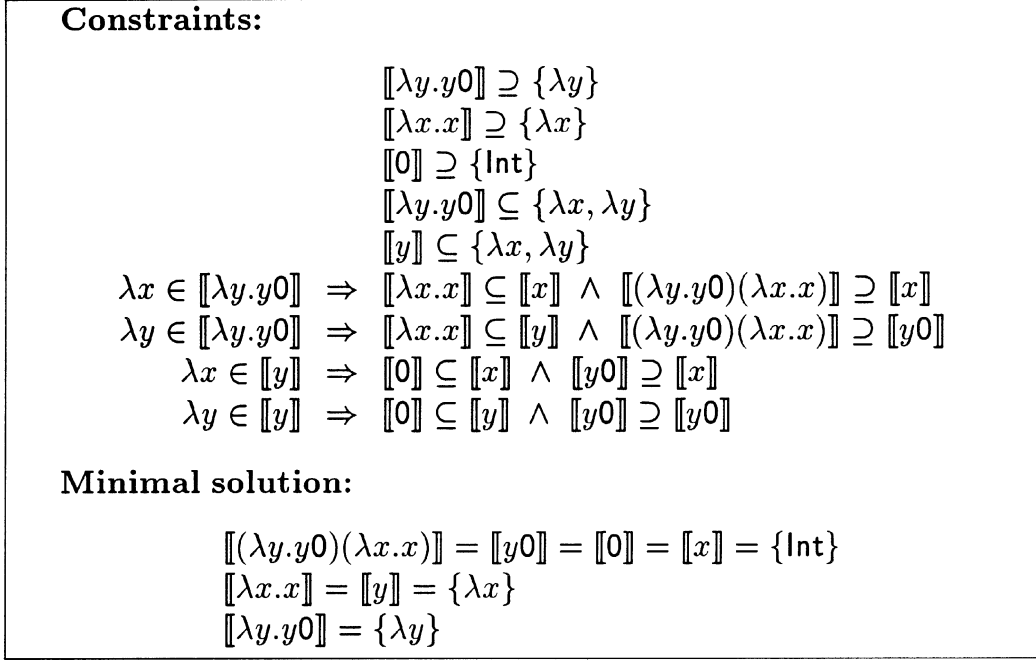 Constraints:
⟦λy.y0⟧ ⊇ {λy}
⟦λx.x⟧ ⊇ {λx}
⟦0⟧ ⊇ {Int}
⟦λy.y0⟧ ⊆ {λx, λy}
⟦y⟧ ⊆ {λx, λy}
λx ∈ ⟦λy.y0⟧ ⇒ ⟦λx.x⟧ ⊆ ⟦x⟧ ∧ ⟦(λy.y0)(λx.x)⟧ ⊇ ⟦x⟧
λy ∈ ⟦λy.y0⟧ ⇒ ⟦λx.x⟧ ⊆ ⟦y⟧ ∧ ⟦(λy.y0)(λx.x)⟧ ⊇ ⟦y0⟧
λx ∈ ⟦y⟧ ⇒ ⟦0⟧ ⊆ ⟦x⟧ ∧ ⟦y0⟧ ⊇ ⟦x⟧
λy ∈ ⟦y⟧ ⇒ ⟦0⟧ ⊆ ⟦y⟧ ∧ ⟦y0⟧ ⊇ ⟦y0⟧
Minimal solution:
⟦(λy.y0)(λx.x)⟧ = ⟦y0⟧ = ⟦0⟧ = ⟦x⟧ = {Int}
⟦λx.x⟧ = ⟦y⟧ = {λx}
⟦λy.y0⟧ = {λy}